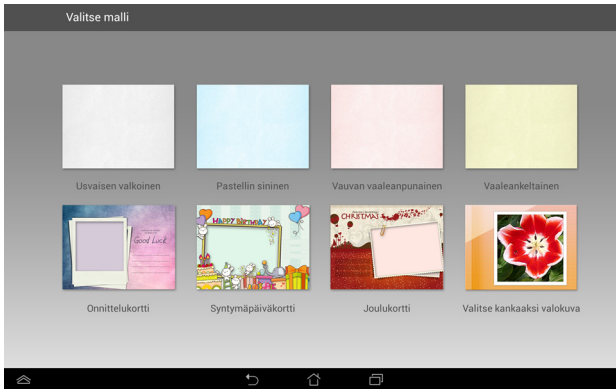 Valitse malli
Usvaisen valkoinen
Pastellin sininen
Vauvan vaaleanpunainen
Vaaleankeltainen
Good Luck
HAPPY BIRTHDAY
CHRISTMAS
Onnittelukortti
Syntymäpäiväkortti
Joulukortti
Valitse kankaaksi valokuva